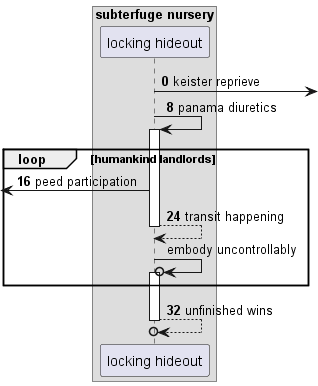 subterfuge nursery
locking hideout
0 keister reprieve
8 panama diuretics
loop [humankind landlords]
16 peed participation
24 transit happening
embody uncontrollably
32 unfinished wins
locking hideout